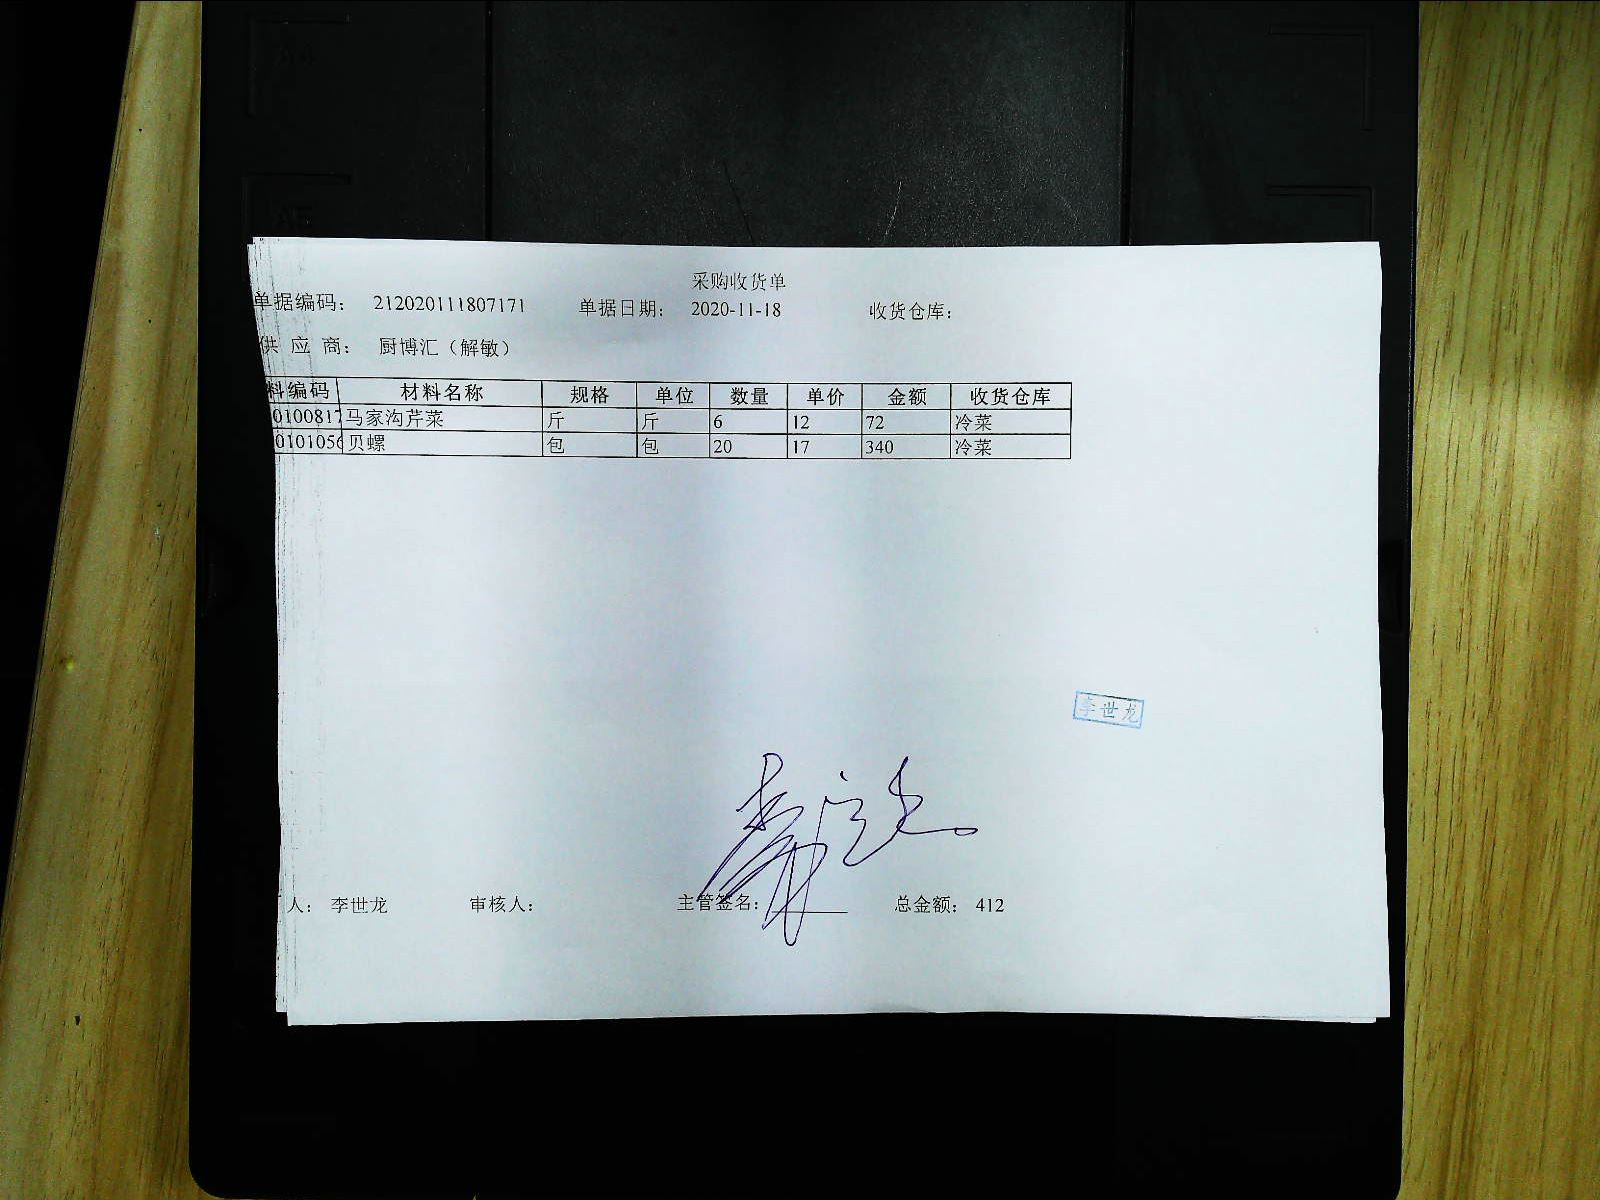 采购收货单
单据编码: 212020111807171 单据日期: 2020-11-18 收货仓库:
供 应 商: 厨博汇（解敏）
料编码 材料名称 规格 单位 数量 单价 金额 收货仓库
0100817 马家沟芹菜 斤 斤 6 12 72 冷菜
0101056 贝螺 包 包 20 17 340 冷菜
李世龙
人: 李世龙 审核人: 主管签名: 总金额: 412